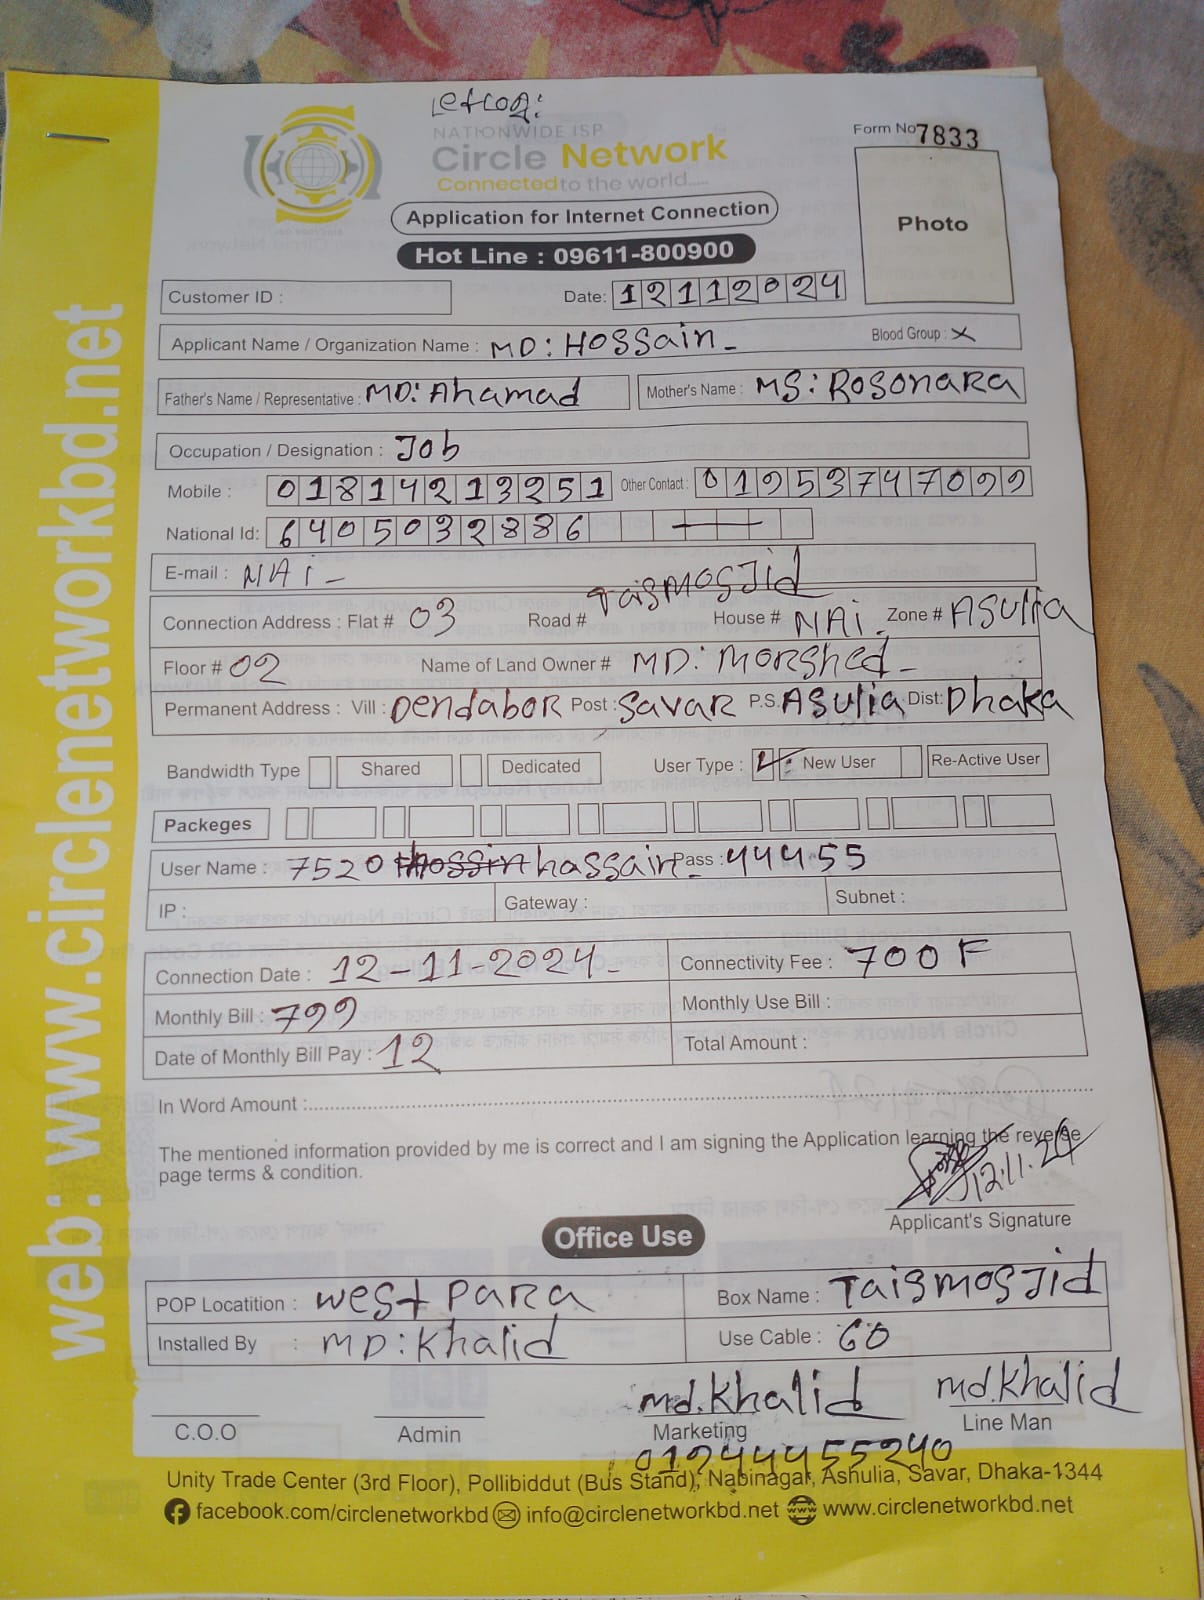 NATIONWIDE ISP
Circle Network
Connected to the world.....
Form No 7833
Photo
Application for Internet Connection
Hot Line : 09611-800900
Customer ID :
Date: 12112024
Applicant Name / Organization Name : MD: HOSSain - Blood Group : X
Father's Name / Representative : MD: Ahamad Mother's Name : MS: ROSONARA
Occupation / Designation : Job
Mobile : 01814213251 Other Contact : 01953747099
National Id: 6405032886
E-mail : NAi -
Connection Address : Flat # 03 Road # Taismosjid House # NAi - Zone # ASulia
Floor # 02 Name of Land Owner # MD: Morshed -
Permanent Address : Vill : Dendabor Post : Savar P.S. ASulia Dist: Dhaka
Bandwidth Type Shared Dedicated User Type : New User Re-Active User
Packeges
User Name : 7520 hassain - Pass : 444455
IP : Gateway : Subnet :
Connection Date : 12-11-2024 - Connectivity Fee : 700 F
Monthly Bill : 799 Monthly Use Bill :
Date of Monthly Bill Pay : 12 Total Amount :
In Word Amount :
The mentioned information provided by me is correct and I am signing the Application learning the reverse
page terms & condition.
12.11.24
Applicant's Signature
Office Use
POP Locatition : West Para Box Name : Taismosjid
Installed By : MD: Khalid Use Cable : 60
md. Khalid md. Khalid
C.O.O Admin Marketing Line Man
01944455240
Unity Trade Center (3rd Floor), Pollibiddut (Bus Stand), Nabinagar, Ashulia, Savar, Dhaka-1344
facebook.com/circlenetworkbd info@circlenetworkbd.net www.circlenetworkbd.net
web: www.circlenetworkbd.net